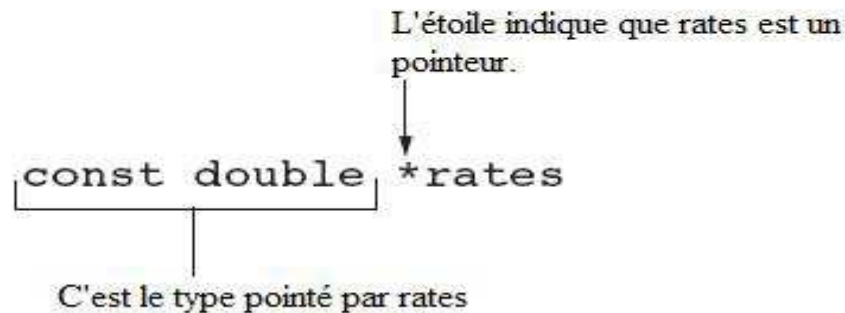 L'étoile indique que rates est un
pointeur.
const double *rates
C'est le type pointé par rates